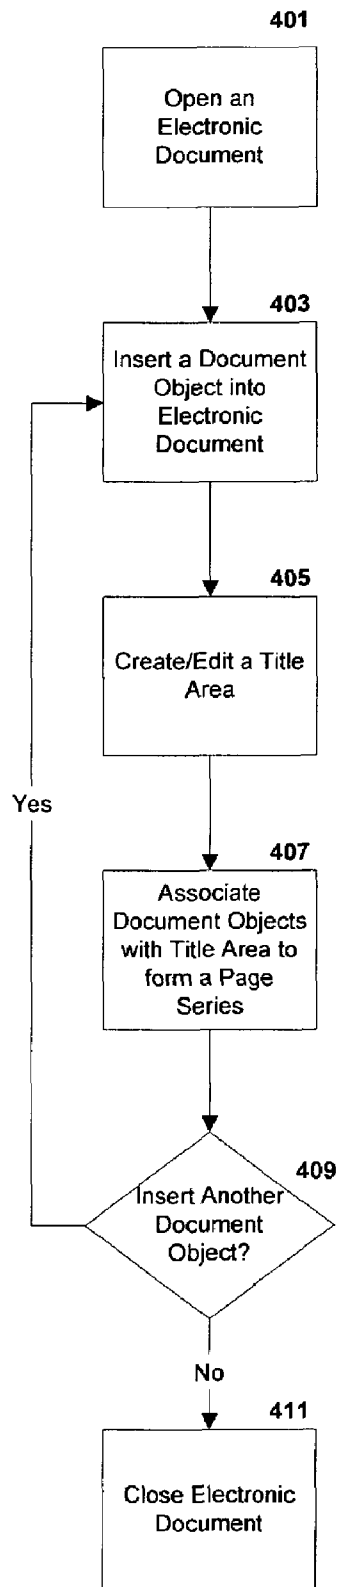 401
Open an
Electronic
Document
403
Insert a Document
Object into
Electronic
Document
405
Create/Edit a Title
Area
Yes
407
Associate
Document Objects
with Title Area to
form a Page
Series
409
Insert Another
Document
Object?
No
411
Close Electronic
Document